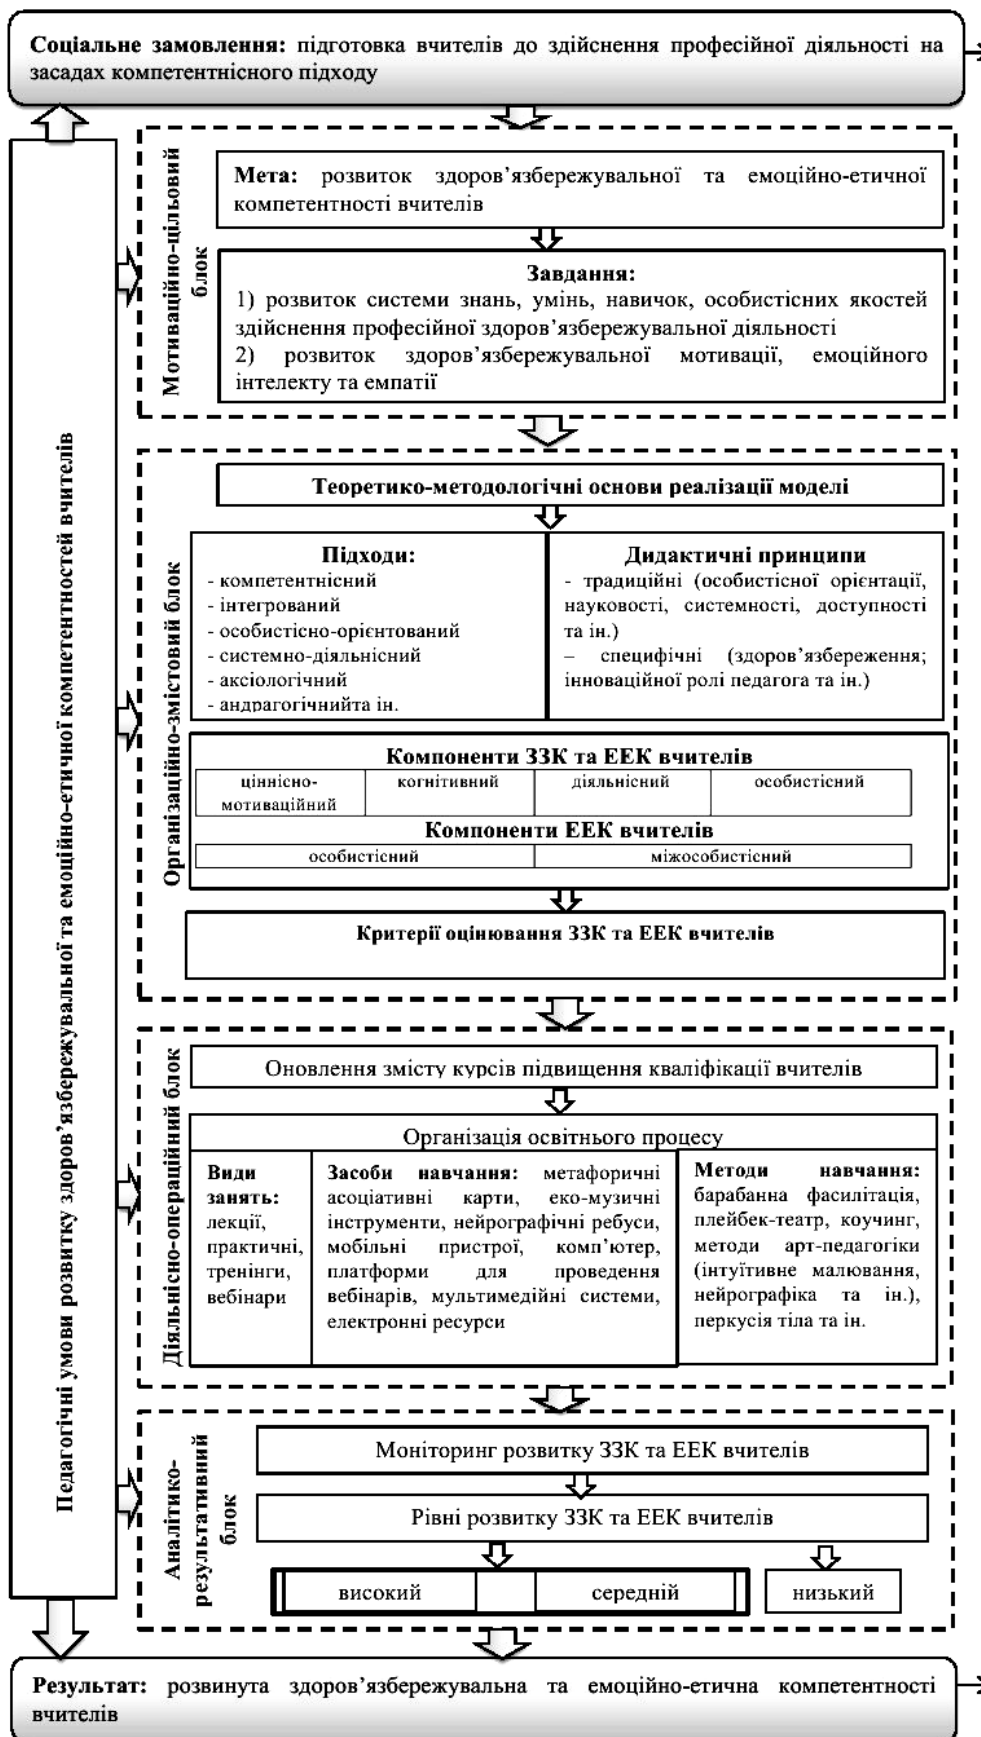 Соціальне замовлення: підготовка вчителів до здійснення професійної діяльності на
засадах компетентнісного підходу
Педагогічні умови розвитку здоров’язбережувальної та емоційно-етичної компетентностей вчителів
Мотиваційно-цільовий
блок
Мета: розвиток здоров’язбережувальної та емоційно-етичної
компетентності вчителів
Завдання:
1) розвиток системи знань, умінь, навичок, особистісних якостей
здійснення професійної здоров’язбережувальної діяльності
2) розвиток здоров’язбережувальної мотивації, емоційного
інтелекту та емпатії
Організаційно-змістовий блок
Теоретико-методологічні основи реалізації моделі
Підходи:
- компетентнісний
- інтегрований
- особистісно-орієнтований
- системно-діяльнісний
- аксіологічний
- андрагогічнийта ін.
Дидактичні принципи
- традиційні (особистісної орієнтації,
науковості, системності, доступності
та ін.)
– специфічні (здоров’язбереження;
інноваційної ролі педагога та ін.)
Компоненти ЗЗК та ЕЕК вчителів
ціннісно-
мотиваційний
когнітивний
діяльнісний
особистісний
Компоненти ЕЕК вчителів
особистісний
міжособистісний
Критерії оцінювання ЗЗК та ЕЕК вчителів
Діяльнісно-операційний блок
Оновлення змісту курсів підвищення кваліфікації вчителів
Організація освітнього процесу
Види
занять:
лекції,
практичні,
тренінги,
вебінари
Засоби навчання: метафоричні
асоціативні карти, еко-музичні
інструменти, нейрографічні ребуси,
мобільні пристрої, комп’ютер,
платформи для проведення
вебінарів, мультимедійні системи,
електронні ресурси
Методи навчання:
барабанна фасилітація,
плейбек-театр, коучинг,
методи арт-педагогіки
(інтуїтивне малювання,
нейрографіка та ін.),
перкусія тіла та ін.
Аналітико-
результативний
блок
Моніторинг розвитку ЗЗК та ЕЕК вчителів
Рівні розвитку ЗЗК та ЕЕК вчителів
високий
середній
низький
Результат: розвинута здоров’язбережувальна та емоційно-етична компетентності
вчителів